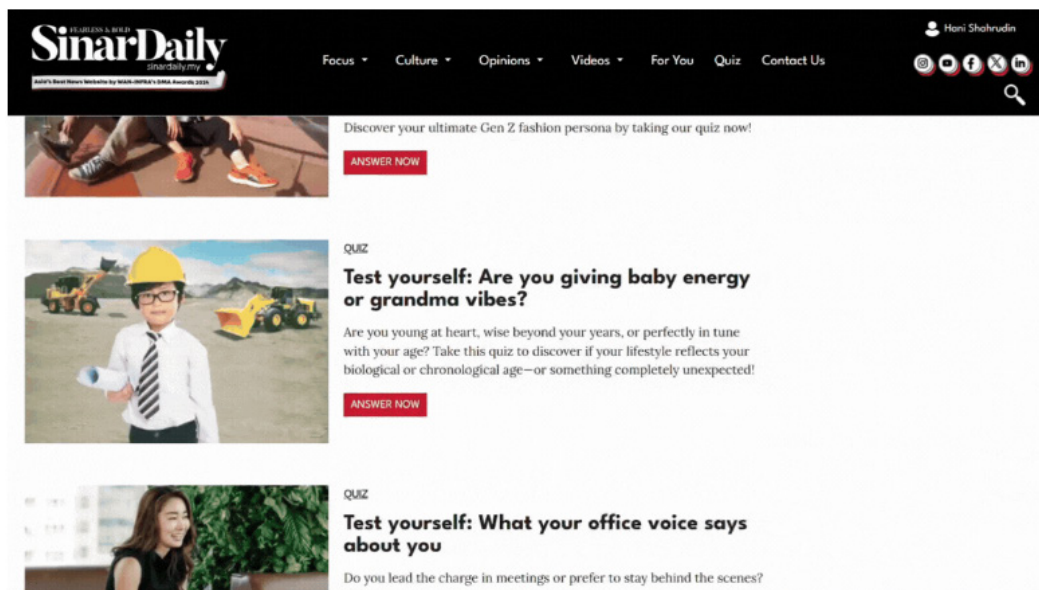 FEARLESS & BOLD
SinarDaily
sinardaily.my
Asia's Best News Website by WAN-INFRA's DMA Awards 2024
Focus
Culture
Opinions
Videos
For You
Quiz
Contact Us
Hani Shahrudin
Discover your ultimate Gen Z fashion persona by taking our quiz now!
ANSWER NOW
QUIZ
Test yourself: Are you giving baby energy
or grandma vibes?
Are you young at heart, wise beyond your years, or perfectly in tune
with your age? Take this quiz to discover if your lifestyle reflects your
biological or chronological age—or something completely unexpected!
ANSWER NOW
QUIZ
Test yourself: What your office voice says
about you
Do you lead the charge in meetings or prefer to stay behind the scenes?